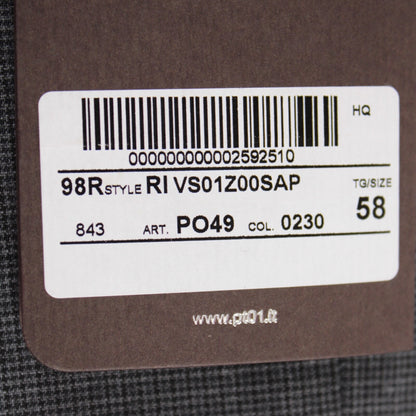 HQ
000000000002592510
98R STYLE RI VS01Z00SAP TG/SIZE
843 ART. PO49 COL. 0230 58
www.pt01.it